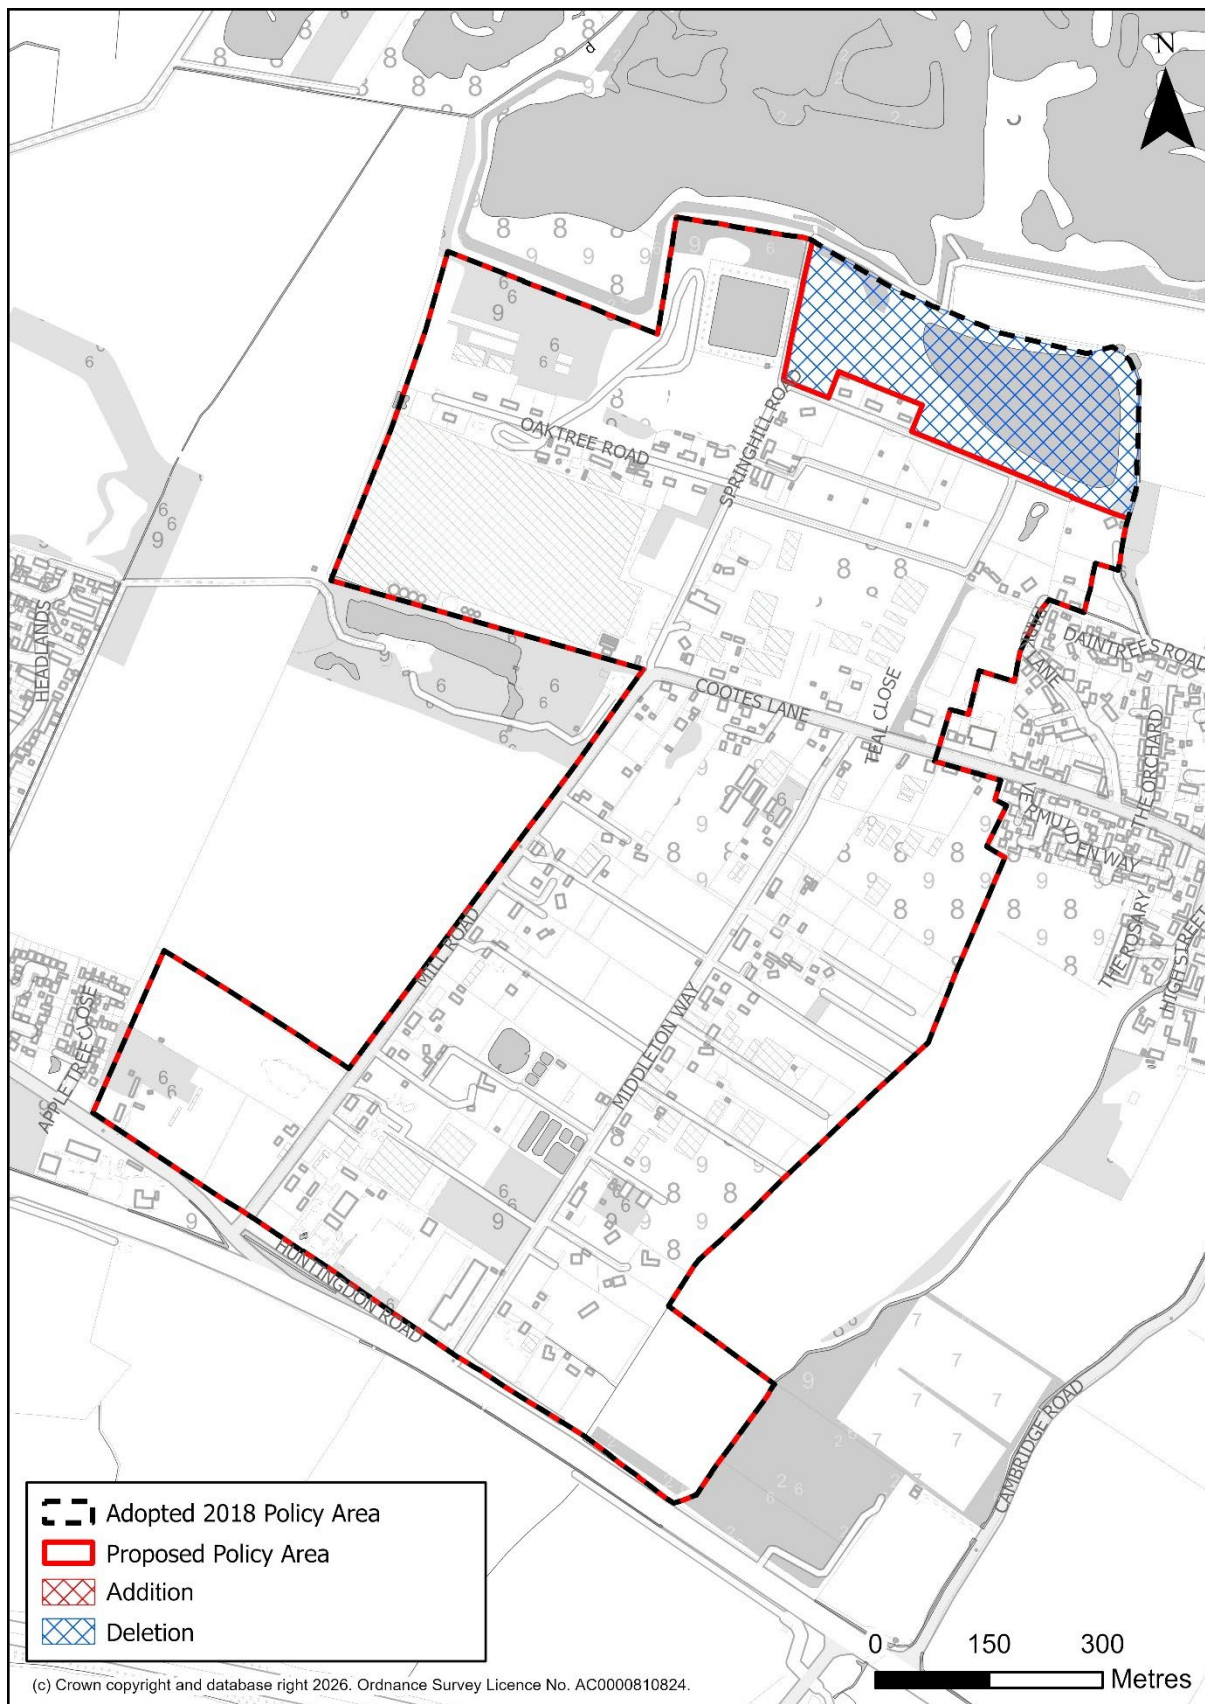 N
OAKTREE ROAD
SPRINGHILL ROAD
HEADLANDS
DAINTREES ROAD
LANE
COOTES LANE
TEAL CLOSE
THE ORCHARD
VERMUYDEN WAY
THE ROSARY
HIGH STREET
MILL ROAD
MIDDLETON WAY
APPLE TREE CLOSE
HUNTINGDON ROAD
CAMBRIDGE ROAD
Adopted 2018 Policy Area
Proposed Policy Area
Addition
Deletion
0 150 300
Metres
(c) Crown copyright and database right 2026. Ordnance Survey Licence No. AC0000810824.